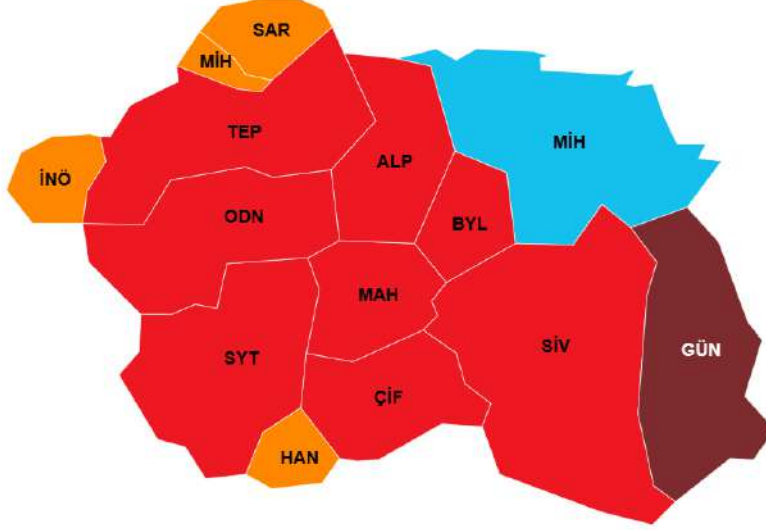 SAR
MİH
TEP
MİH
ALP
İNÖ
ODN
BYL
MAH
SİV
GÜN
SYT
ÇİF
HAN